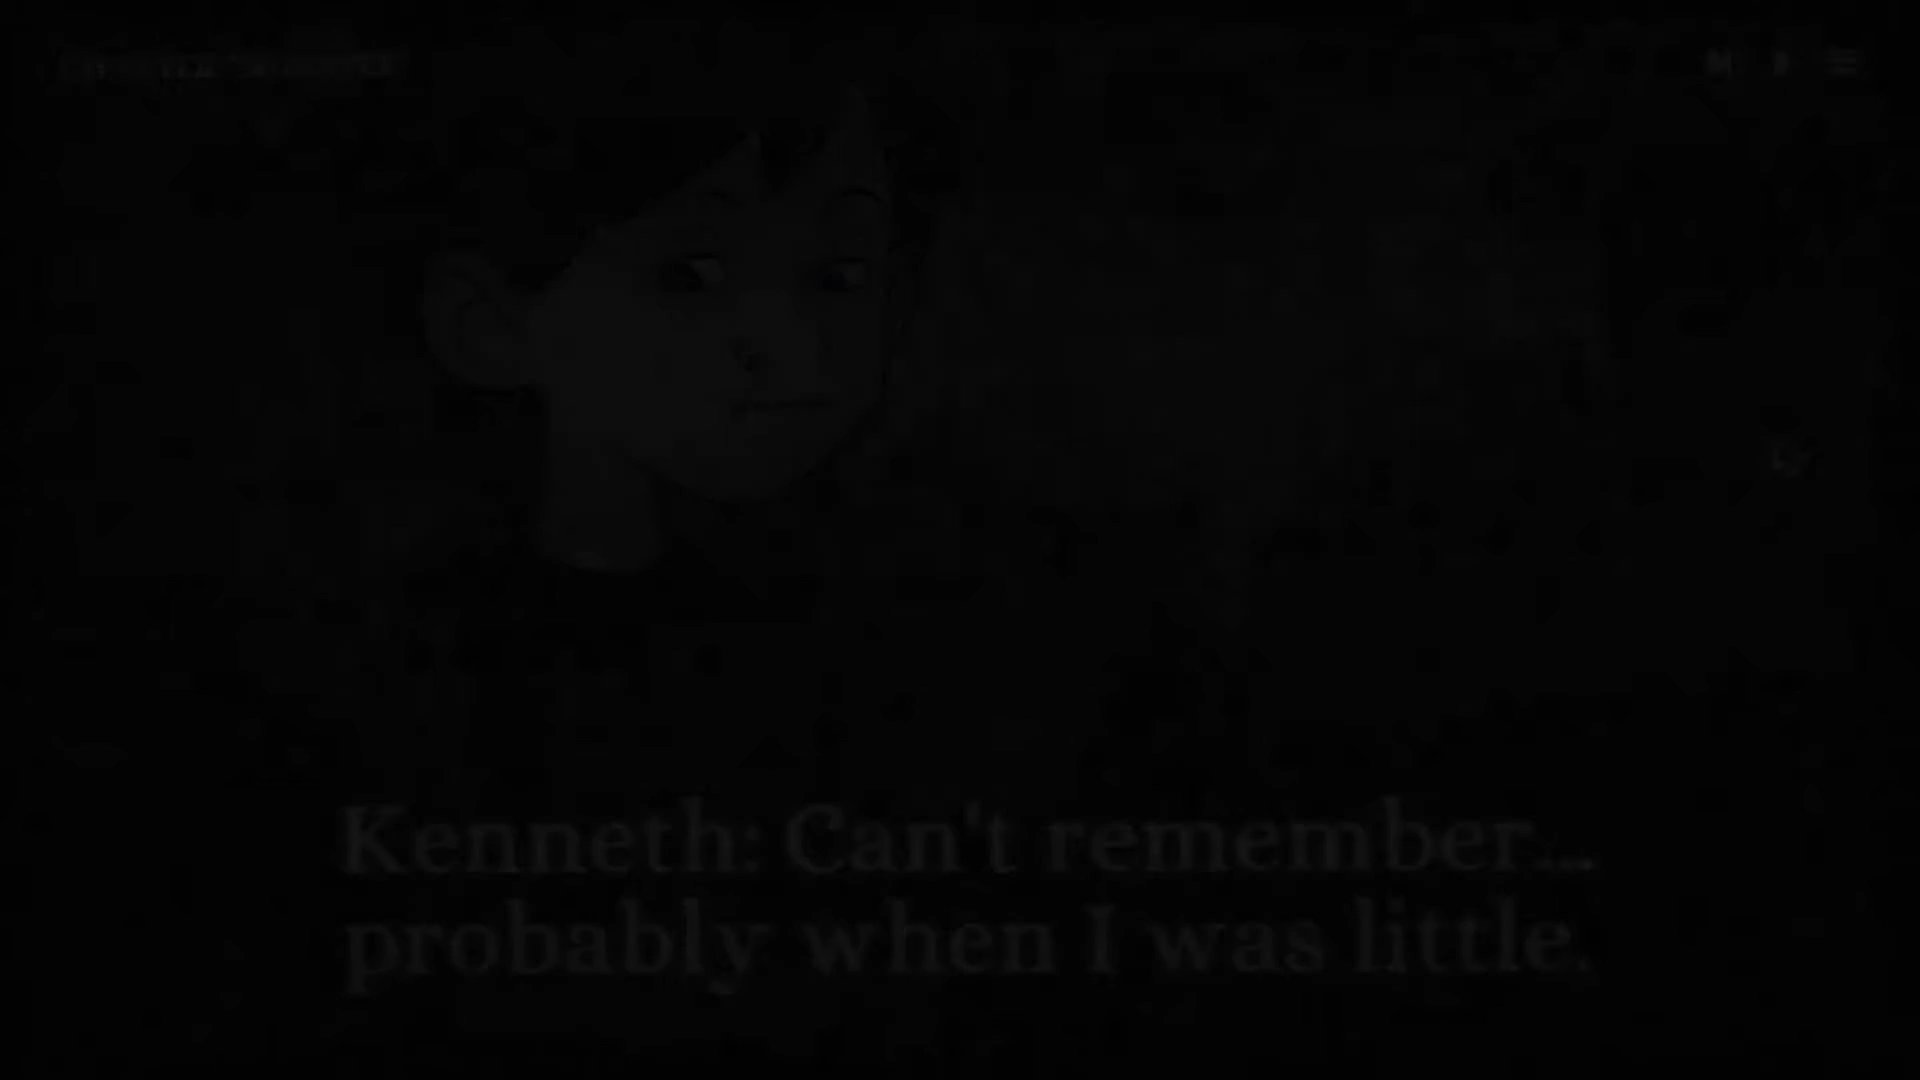 Kenneth: Can't remember...
probably when I was little.